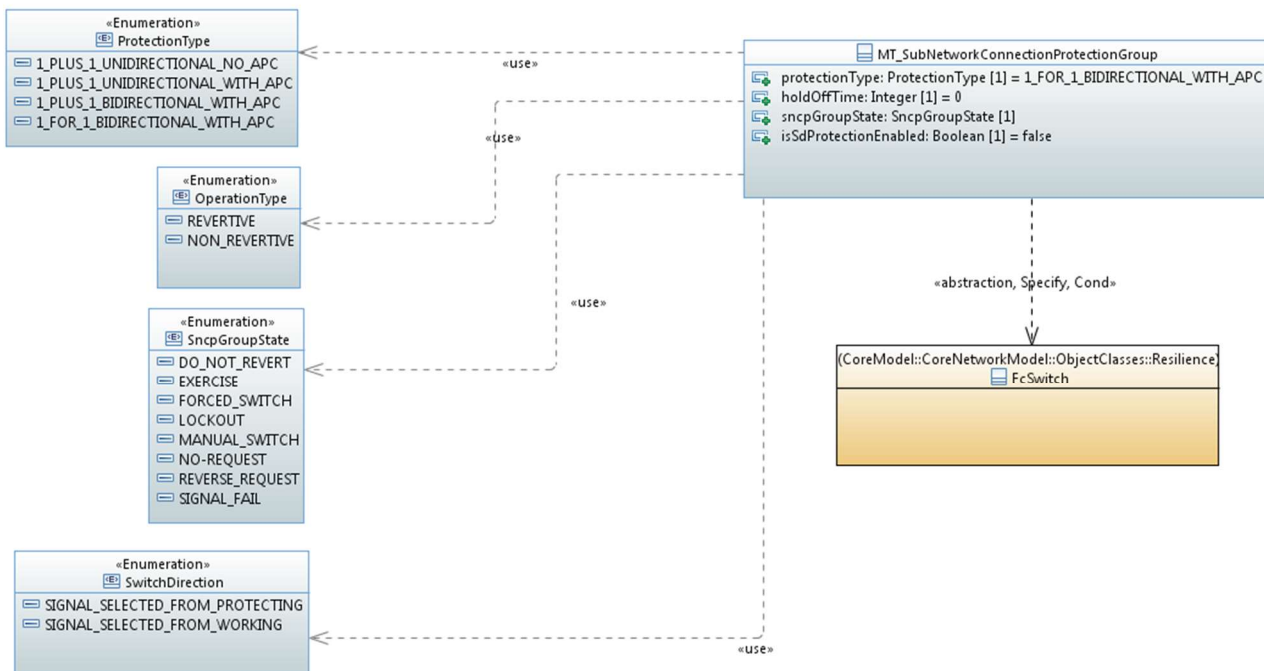 «Enumeration»
ProtectionType
1_PLUS_1_UNIDIRECTIONAL_NO_APC
1_PLUS_1_UNIDIRECTIONAL_WITH_APC
1_PLUS_1_BIDIRECTIONAL_WITH_APC
1_FOR_1_BIDIRECTIONAL_WITH_APC
«use»
MT_SubNetworkConnectionProtectionGroup
protectionType: ProtectionType [1] = 1_FOR_1_BIDIRECTIONAL_WITH_APC
holdOffTime: Integer [1] = 0
sncpGroupState: SncpGroupState [1]
isSdProtectionEnabled: Boolean [1] = false
«use»
«Enumeration»
OperationType
REVERTIVE
NON_REVERTIVE
«use»
«Enumeration»
SncpGroupState
DO_NOT_REVERT
EXERCISE
FORCED_SWITCH
LOCKOUT
MANUAL_SWITCH
NO-REQUEST
REVERSE_REQUEST
SIGNAL_FAIL
«abstraction, Specify, Cond»
(CoreModel::CoreNetworkModel::ObjectClasses::Resilience)
FcSwitch
«Enumeration»
SwitchDirection
SIGNAL_SELECTED_FROM_PROTECTING
SIGNAL_SELECTED_FROM_WORKING
«use»